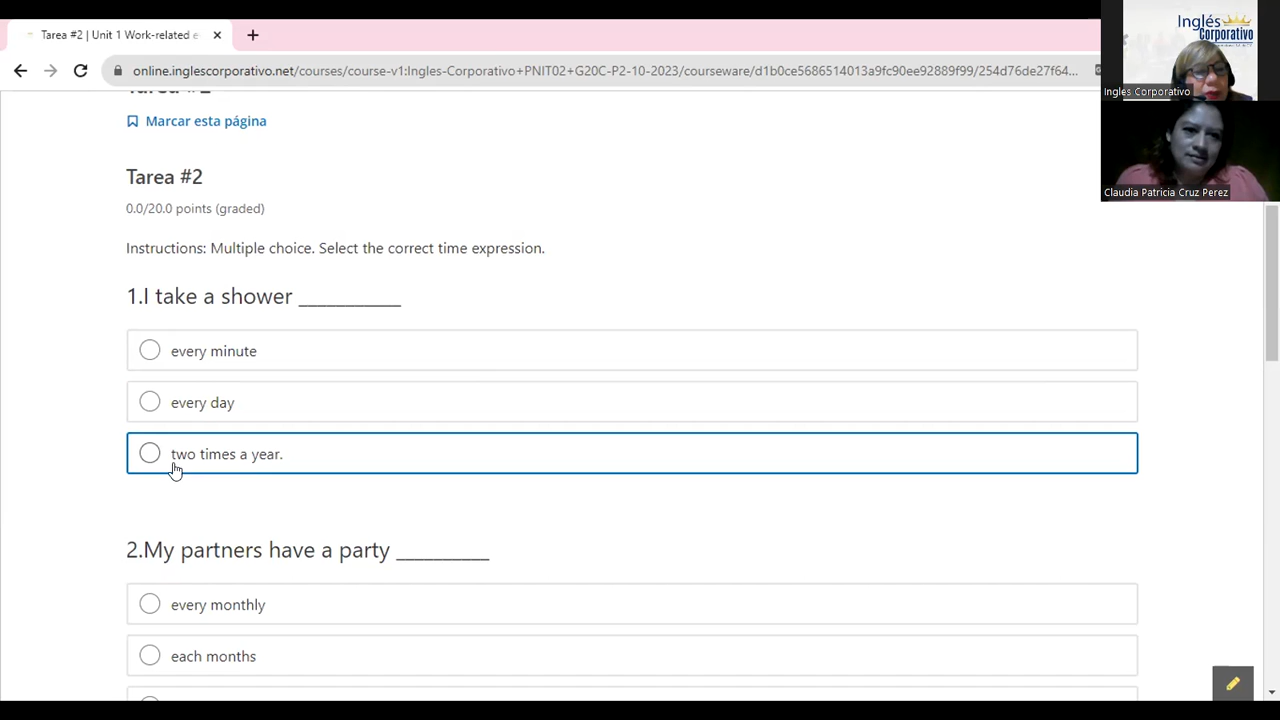 Tarea #2 | Unit 1 Work-related e
online.inglescorporativo.net/courses/course-v1:Ingles-Corporativo+PNIT02+G20C-P2-10-2023/courseware/d1b0ce5686514013a9fc90ee92889f99/254d76de27f64...
Inglés
Corporativo
Ingles Corporativo
Claudia Patricia Cruz Perez
Tarea #2
Marcar esta página
Tarea #2
0.0/20.0 points (graded)
Instructions: Multiple choice. Select the correct time expression.
1.I take a shower ___________
every minute
every day
two times a year.
2.My partners have a party __________
every monthly
each months